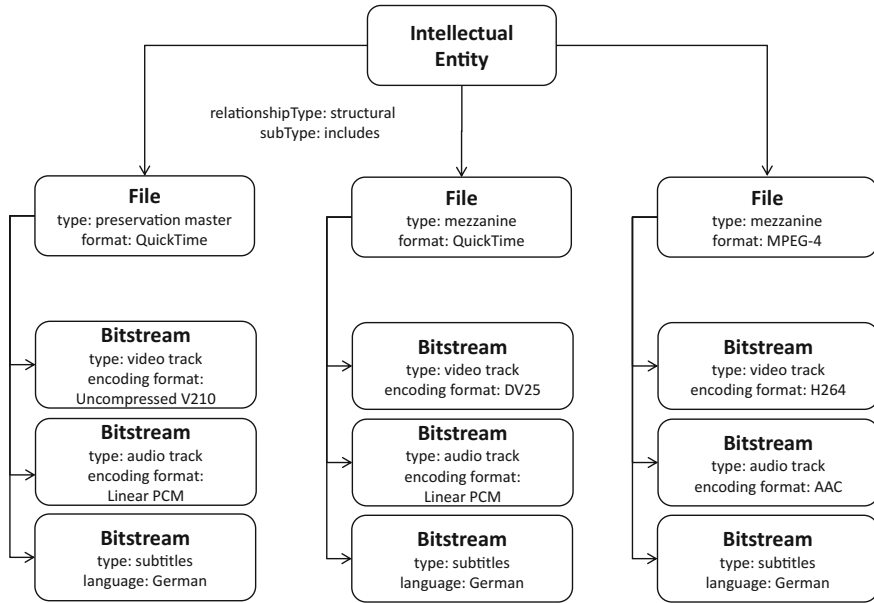 Intellectual
Entity
relationshipType: structural
subType: includes
File
type: preservation master
format: QuickTime
File
type: mezzanine
format: QuickTime
File
type: mezzanine
format: MPEG-4
Bitstream
type: video track
encoding format:
Uncompressed V210
Bitstream
type: video track
encoding format: DV25
Bitstream
type: video track
encoding format: H264
Bitstream
type: audio track
encoding format:
Linear PCM
Bitstream
type: audio track
encoding format:
Linear PCM
Bitstream
type: audio track
encoding format: AAC
Bitstream
type: subtitles
language: German
Bitstream
type: subtitles
language: German
Bitstream
type: subtitles
language: German